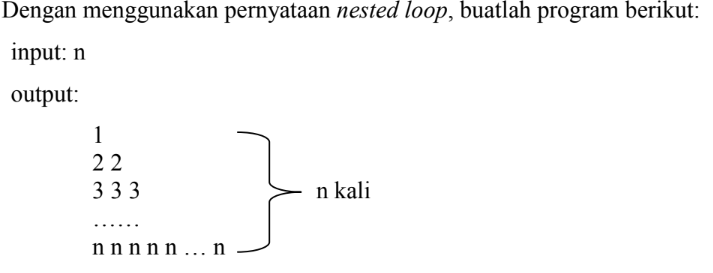 Dengan menggunakan pernyataan nested loop, buatlah program berikut:
input: n
output:
1
2 2
3 3 3
n kali
......
n n n n n ... n